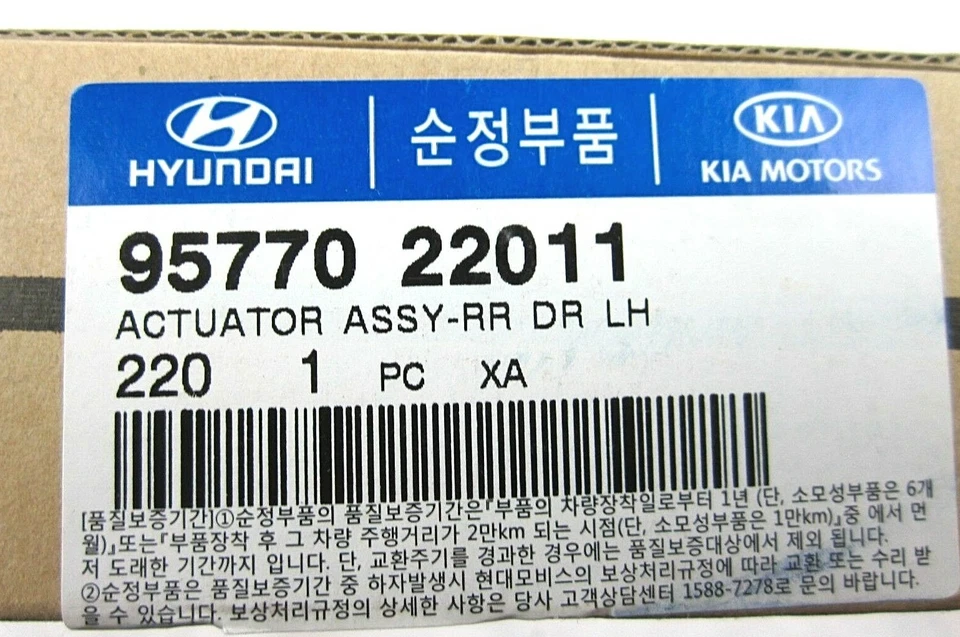 HYUNDAI
순정부품
KIA
KIA MOTORS
95770 22011
ACTUATOR ASSY-RR DR LH
220 1 PC XA
[품질보증기간]①순정부품의 품질보증기간은『부품의 차량장착일로부터 1년 (단, 소모성부품은 6개
월)』또는『부품장착 후 그 차량 주행거리가 2만km 되는 시점(단, 소모성부품은 1만km)』중 에서 먼
저 도래한 기간까지 입니다. 단, 교환주기를 경과한 경우에는 품질보증대상에서 제외 됩니다.
②순정부품은 품질보증기간 중 하자발생시 현대모비스의 보상처리규정에 따라 교환 또는 수리 받
을 수 있습니다. 보상처리규정의 상세한 사항은 당사 고객상담센터 1588-7278로 문의 바랍니다.